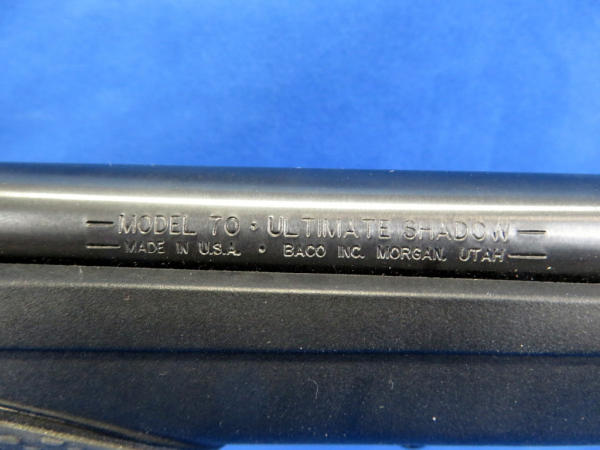 — MODEL 70 · ULTIMATE SHADOW —
— MADE IN U.S.A. · BACO INC. MORGAN, UTAH —